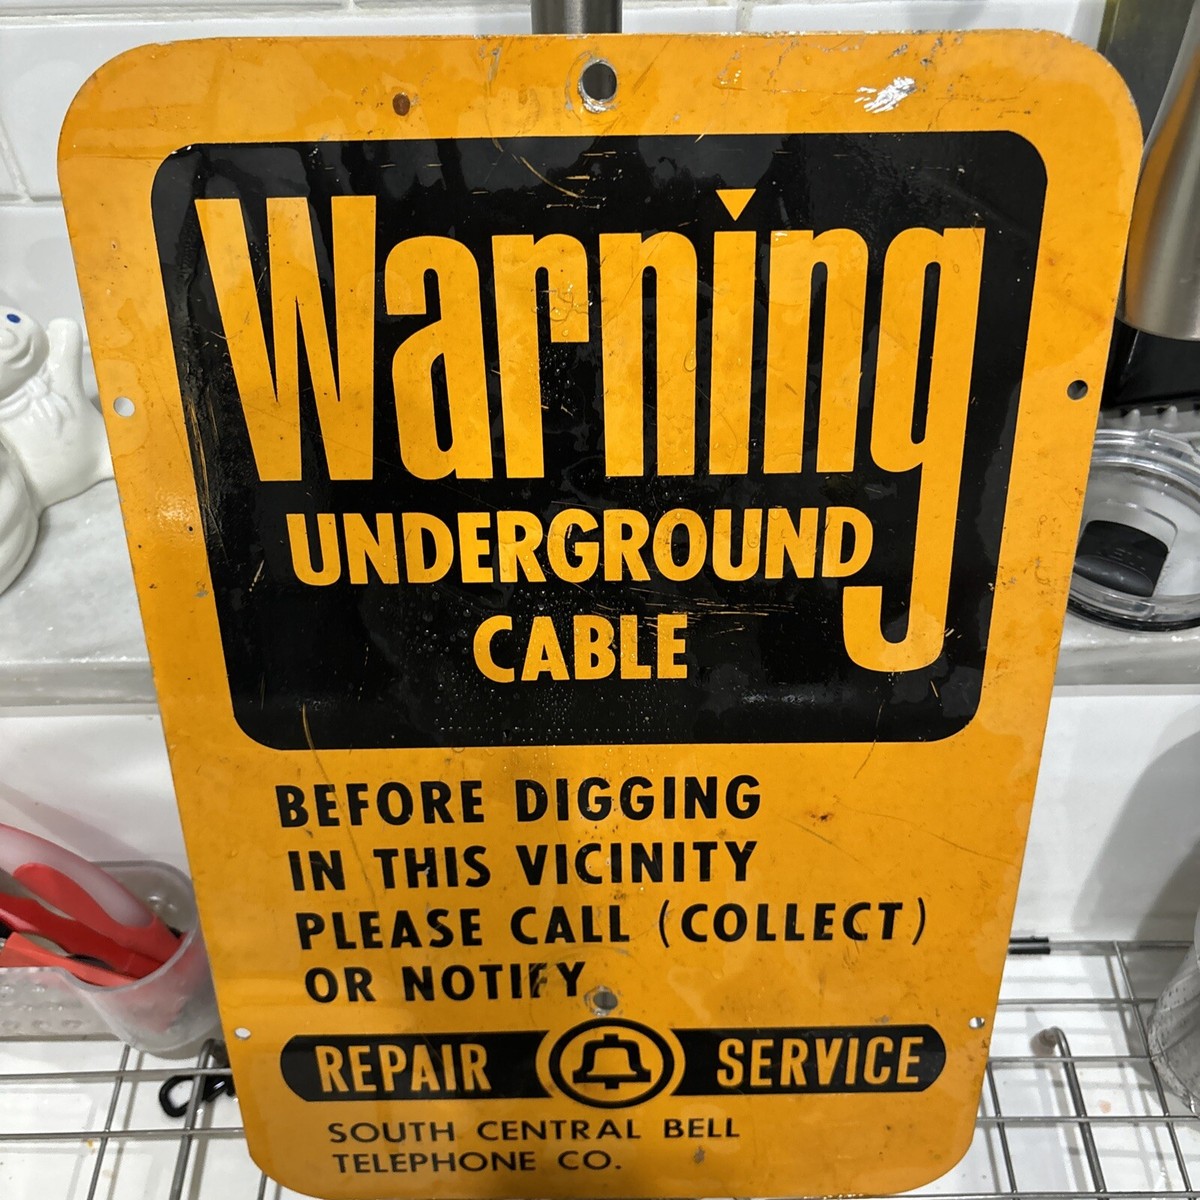 Warning
UNDERGROUND
CABLE
BEFORE DIGGING
IN THIS VICINITY
PLEASE CALL (COLLECT)
OR NOTIFY
REPAIR SERVICE
SOUTH CENTRAL BELL
TELEPHONE CO.